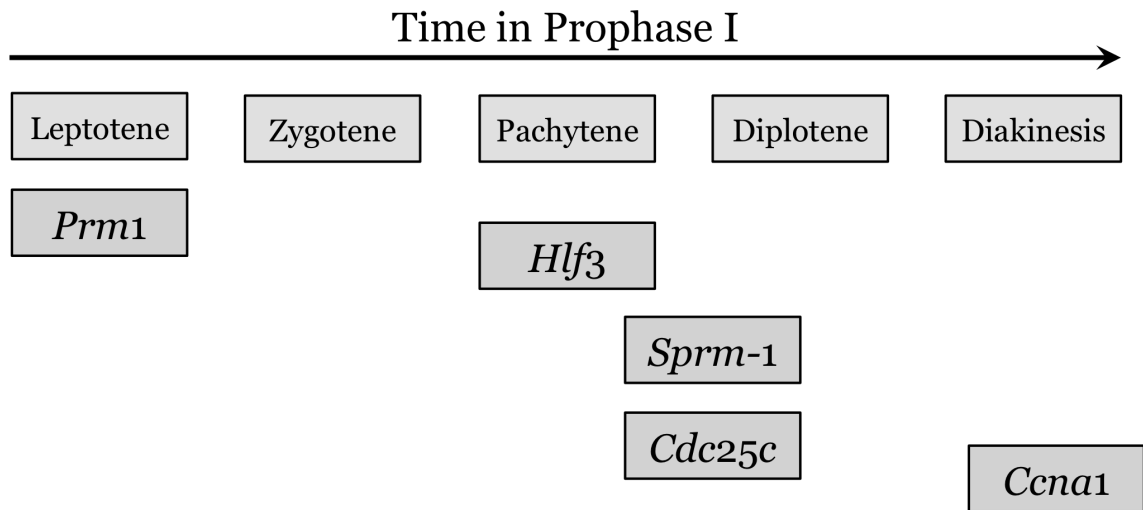 Time in Prophase I
Leptotene Zygotene Pachytene Diplotene Diakinesis
Prm1
Hlf3
Sprm-1
Cdc25c
Ccna1